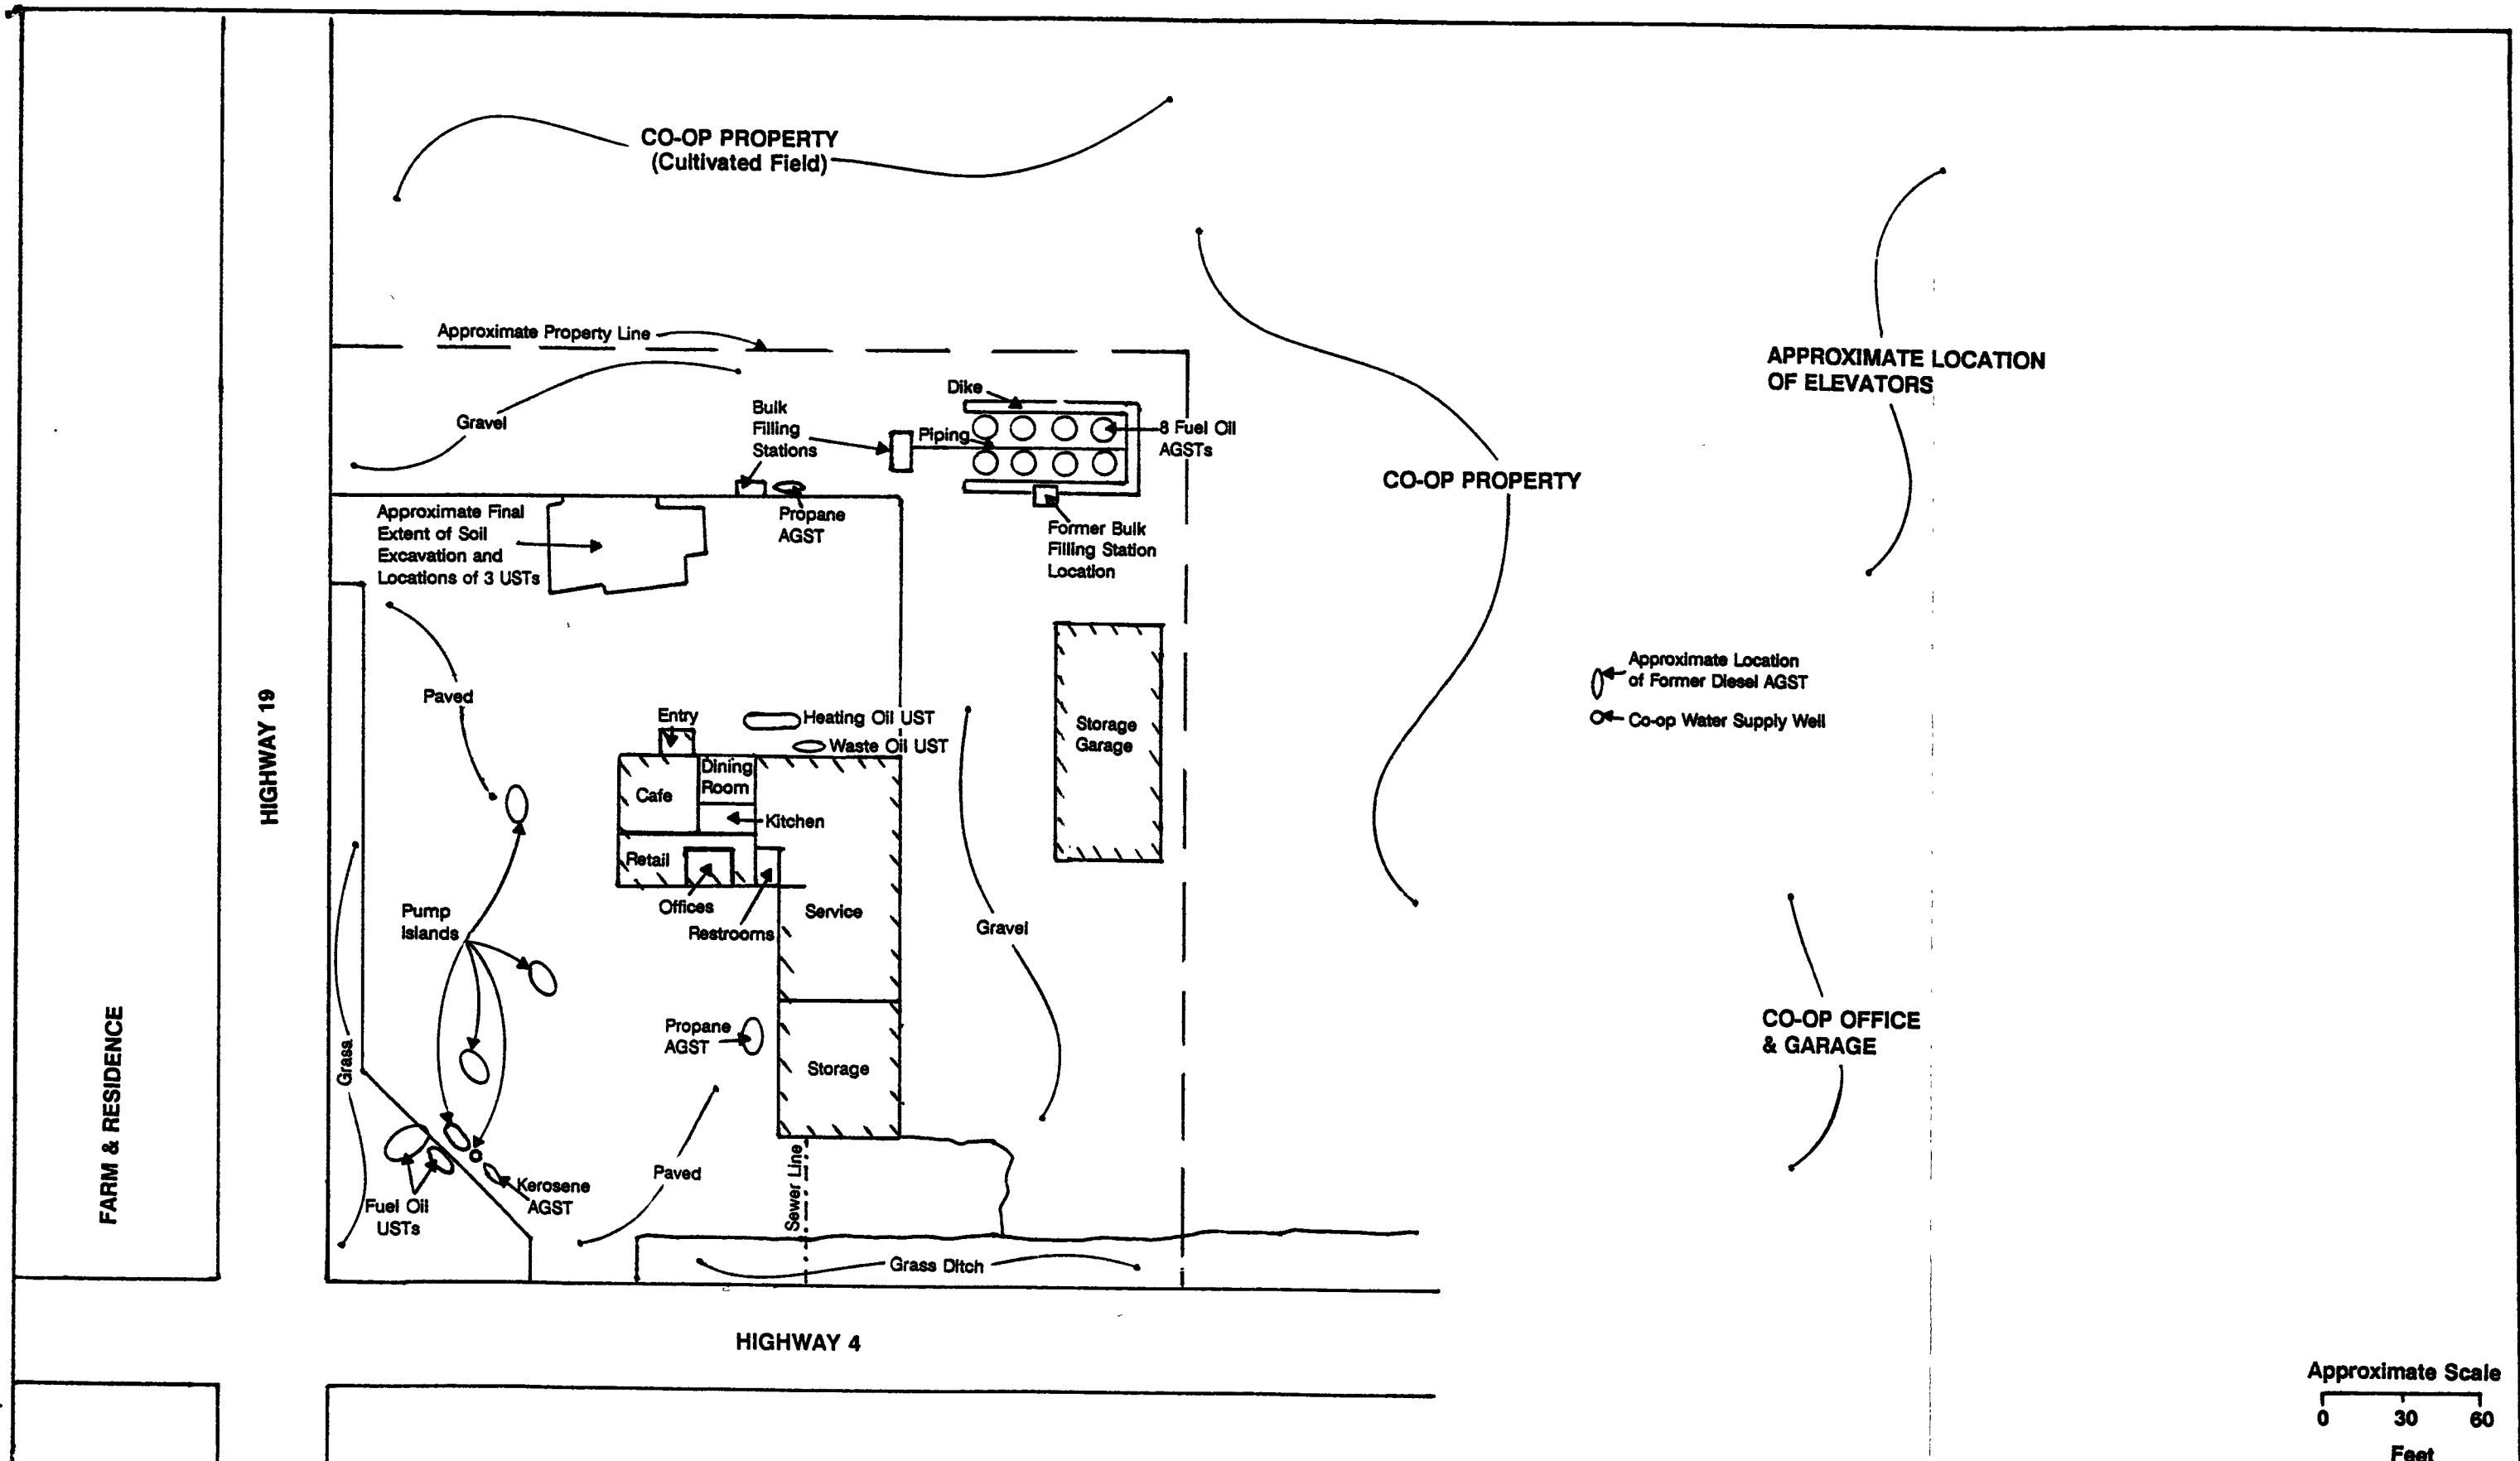 CO-OP PROPERTY
(Cultivated Field)
Approximate Property Line
APPROXIMATE LOCATION
OF ELEVATORS
Dike
Bulk
Filling
Stations
Gravel
Piping
8 Fuel Oil
AGSTs
CO-OP PROPERTY
Approximate Final
Extent of Soil
Excavation and
Locations of 3 USTs
Propane
AGST
Former Bulk
Filling Station
Location
Approximate Location
of Former Diesel AGST
Co-op Water Supply Well
HIGHWAY 19
Paved
Entry
Heating Oil UST
Waste Oil UST
Storage
Garage
Dining
Room
Cafe
Kitchen
Retail
Offices
Restrooms
Service
Pump
Islands
Gravel
FARM & RESIDENCE
Grass
Propane
AGST
Storage
CO-OP OFFICE
& GARAGE
Kerosene
AGST
Fuel Oil
USTs
Paved
Sewer Line
Grass Ditch
HIGHWAY 4
Approximate Scale
0 30 60
Feet